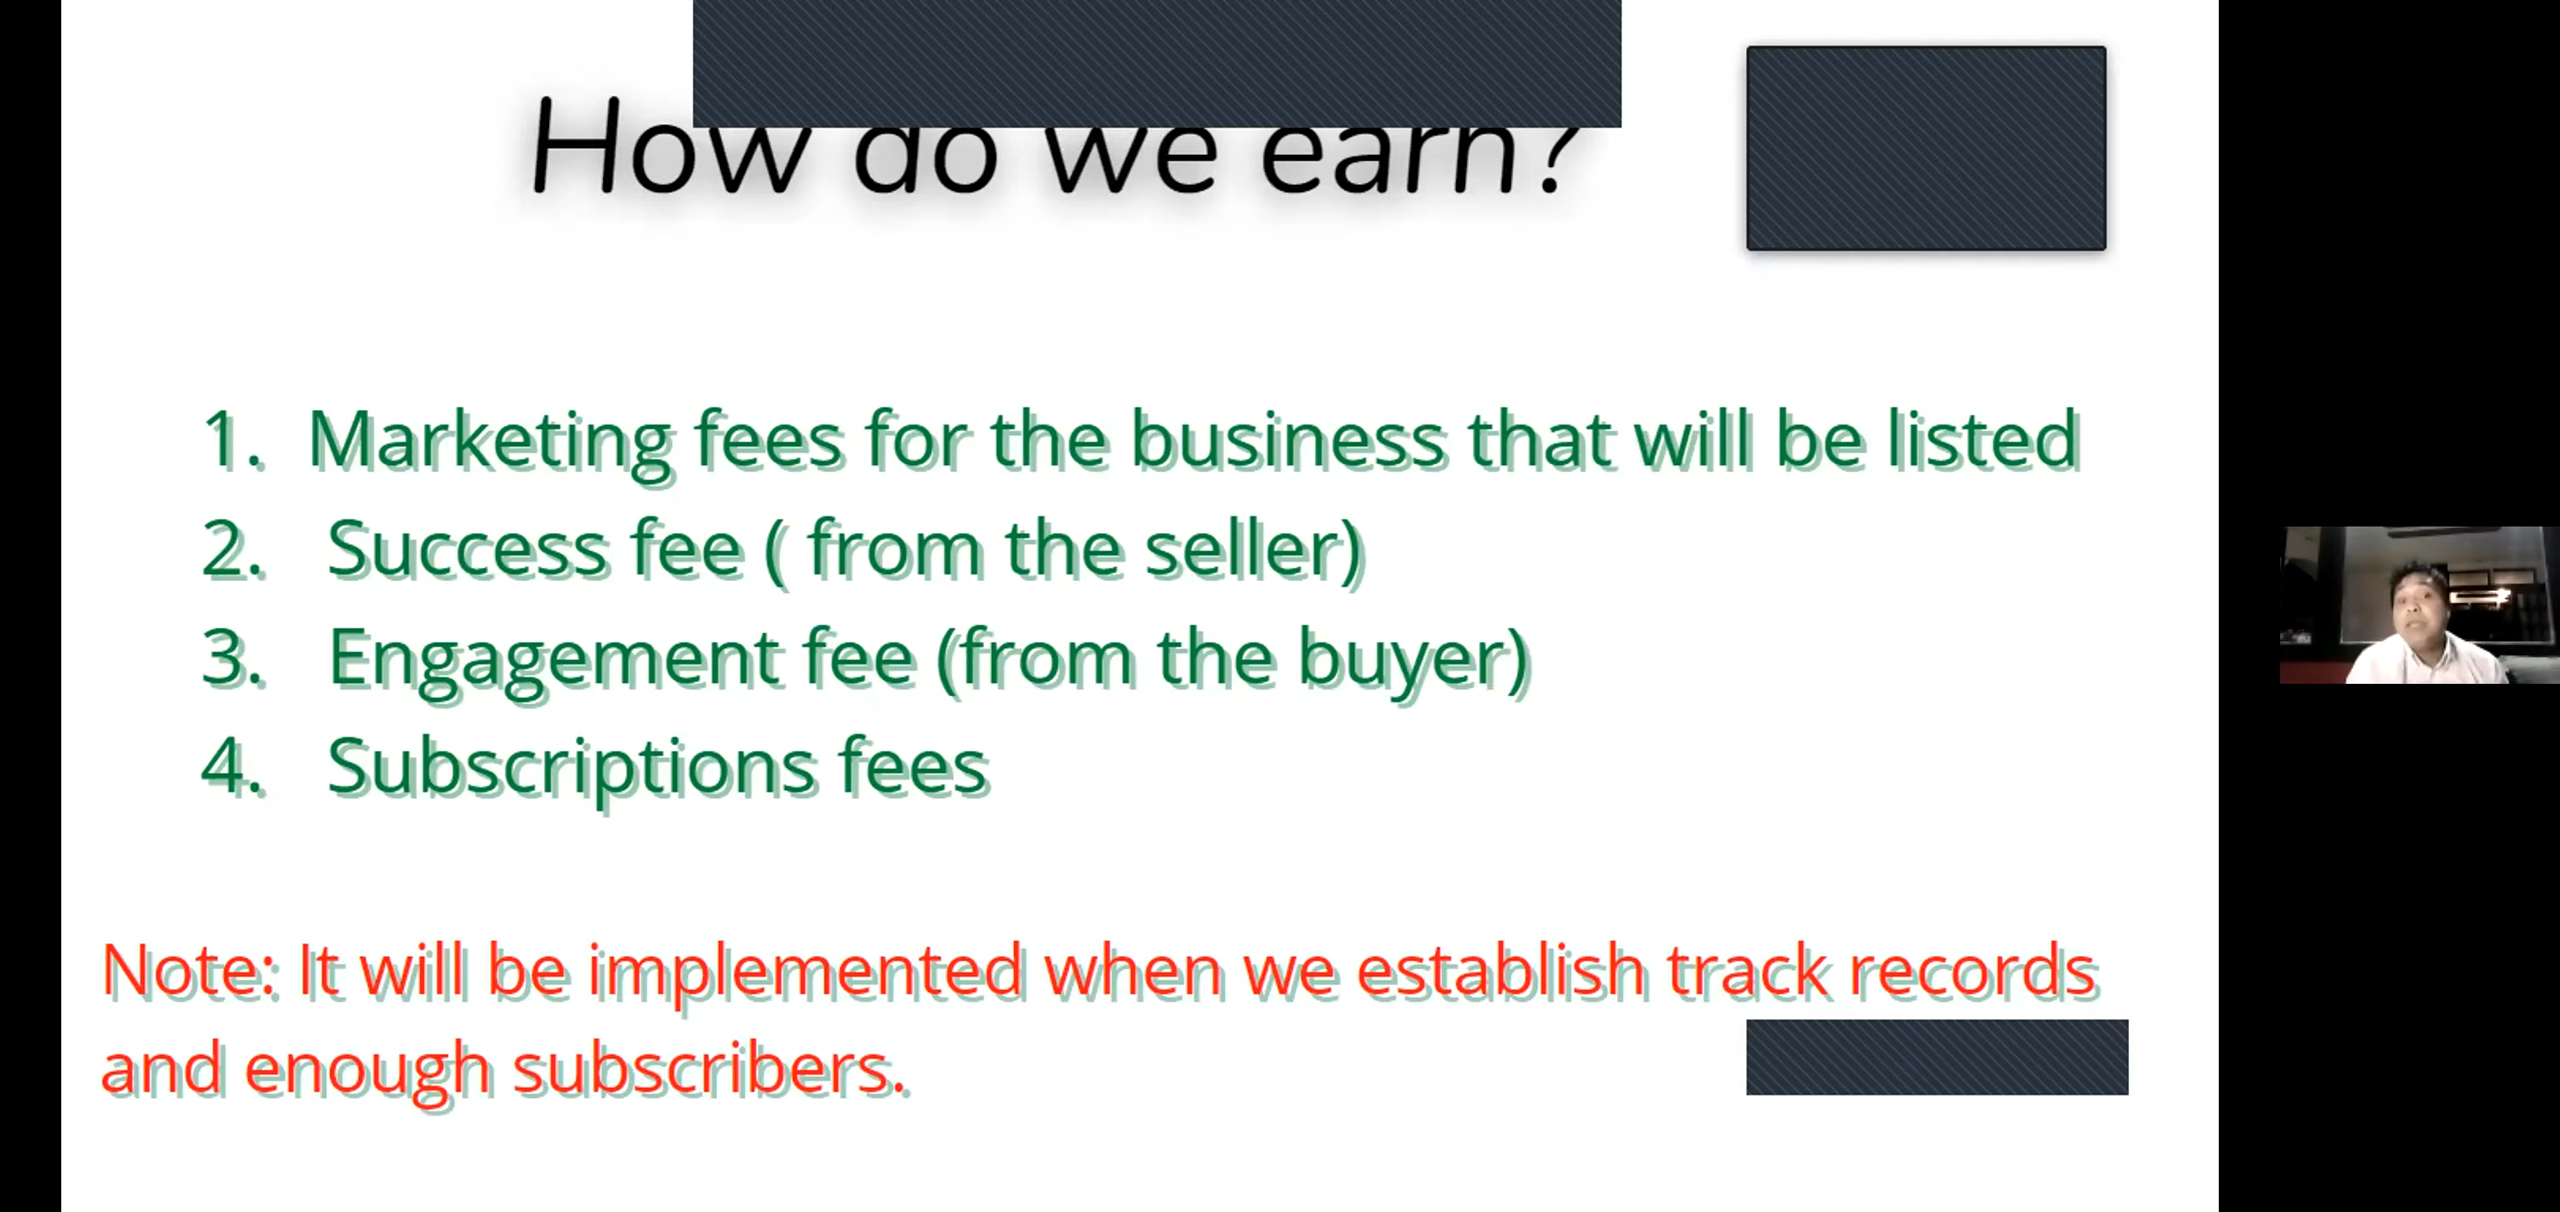 How do we earn?
1. Marketing fees for the business that will be listed
2. Success fee ( from the seller)
3. Engagement fee (from the buyer)
4. Subscriptions fees
Note: It will be implemented when we establish track records
and enough subscribers.